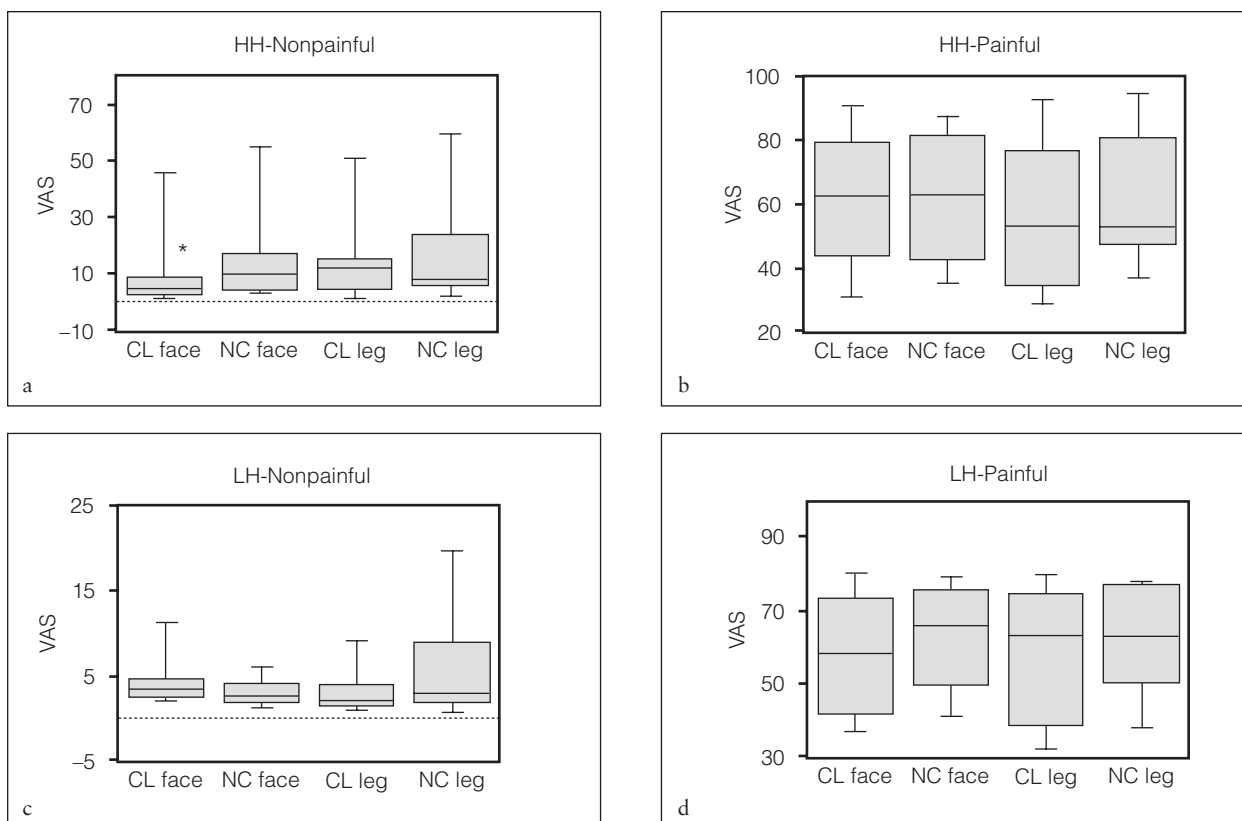 HH-Nonpainful
70
50
30
10
–10
VAS
*
CL face NC face CL leg NC leg
a
HH-Painful
100
80
60
40
20
VAS
CL face NC face CL leg NC leg
b
LH-Nonpainful
25
15
5
–5
VAS
CL face NC face CL leg NC leg
c
LH-Painful
90
70
50
30
VAS
CL face NC face CL leg NC leg
d